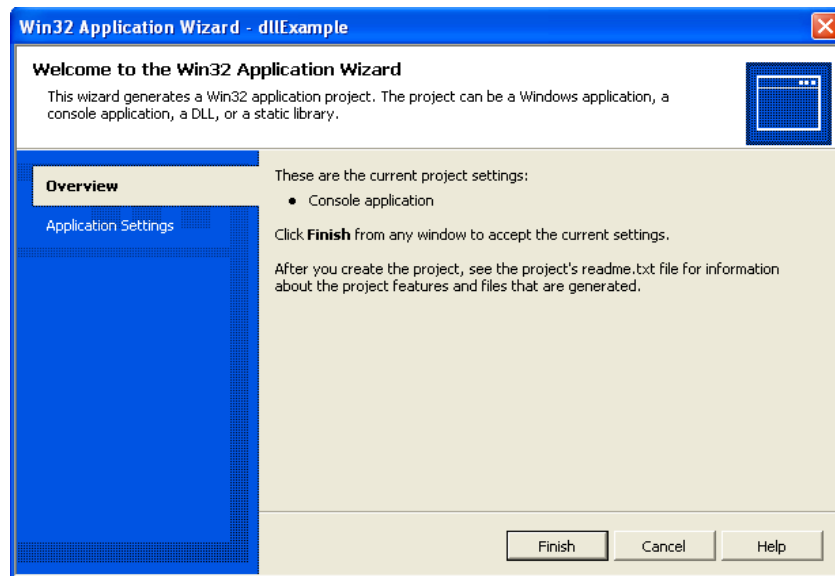 Win32 Application Wizard - dllExample
Welcome to the Win32 Application Wizard
This wizard generates a Win32 application project. The project can be a Windows application, a
console application, a DLL, or a static library.
Overview
Application Settings
These are the current project settings:
• Console application
Click Finish from any window to accept the current settings.
After you create the project, see the project's readme.txt file for information
about the project features and files that are generated.
Finish
Cancel
Help